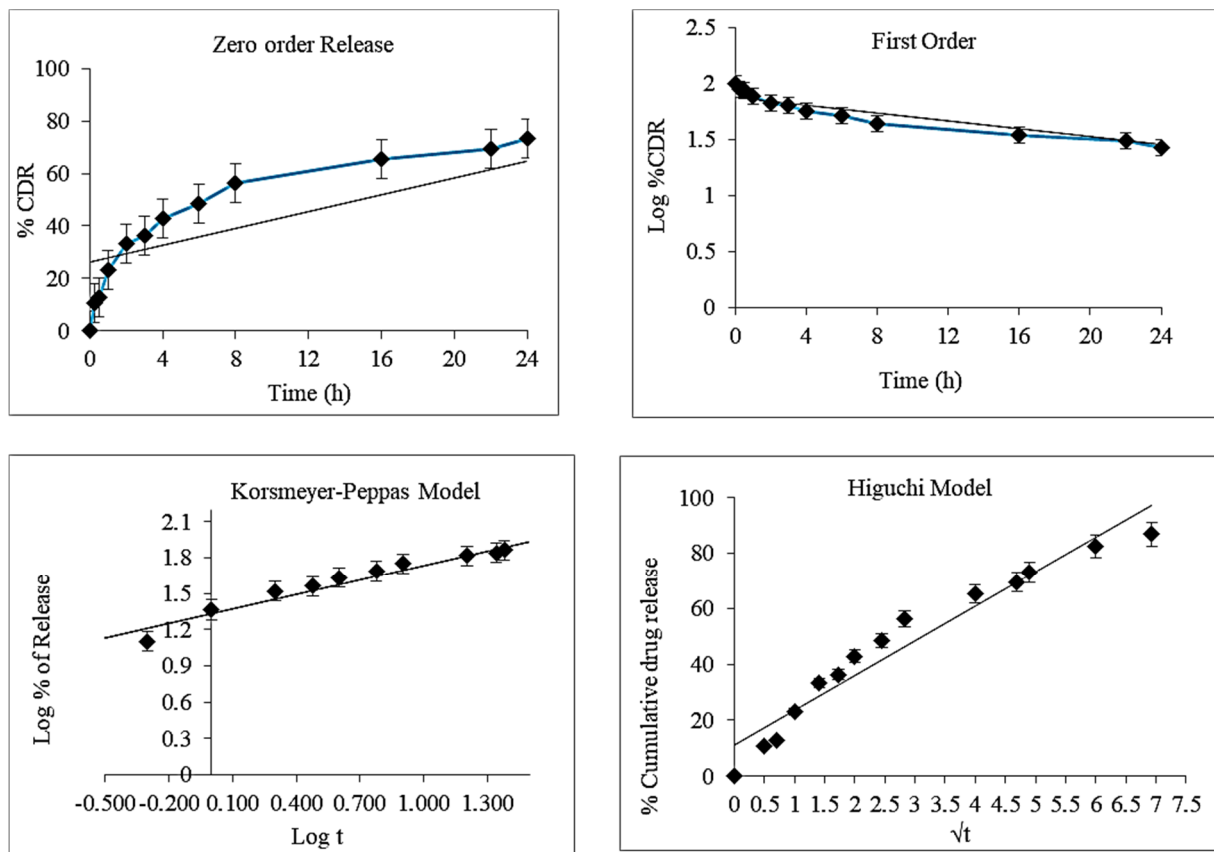 Zero order Release
100
80
60
40
20
0
% CDR
0 4 8 12 16 20 24
Time (h)
First Order
2.5
2
1.5
1
0.5
0
Log %CDR
0 4 8 12 16 20 24
Time (h)
Korsmeyer-Peppas Model
2.1
1.8
1.5
1.2
0.9
0.6
0.3
0
Log % of Release
-0.500 -0.200 0.100 0.400 0.700 1.000 1.300
Log t
Higuchi Model
100
80
60
40
20
0
% Cumulative drug release
0 0.5 1 1.5 2 2.5 3 3.5 4 4.5 5 5.5 6 6.5 7 7.5
√t